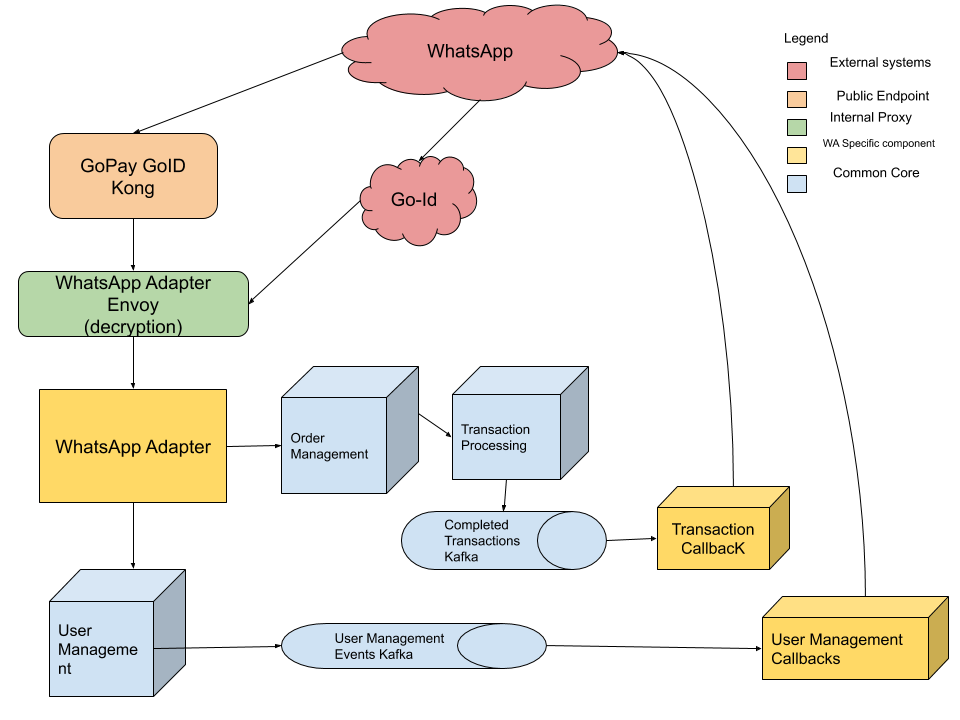 WhatsApp
Legend
External systems
Public Endpoint
Internal Proxy
WA Specific component
Common Core
GoPay GoID
Kong
Go-Id
WhatsApp Adapter
Envoy
(decryption)
WhatsApp Adapter
Order
Management
Transaction
Processing
Completed
Transactions
Kafka
Transaction
CallbacK
User
Manageme
nt
User Management
Events Kafka
User Management
Callbacks